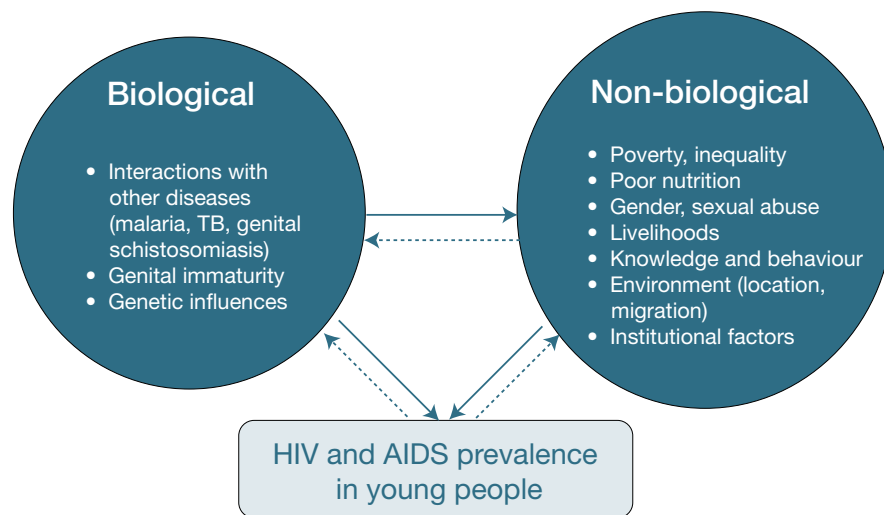 Biological
• Interactions with
other diseases
(malaria, TB, genital
schistosomiasis)
• Genital immaturity
• Genetic influences
Non-biological
• Poverty, inequality
• Poor nutrition
• Gender, sexual abuse
• Livelihoods
• Knowledge and behaviour
• Environment (location,
migration)
• Institutional factors
HIV and AIDS prevalence
in young people